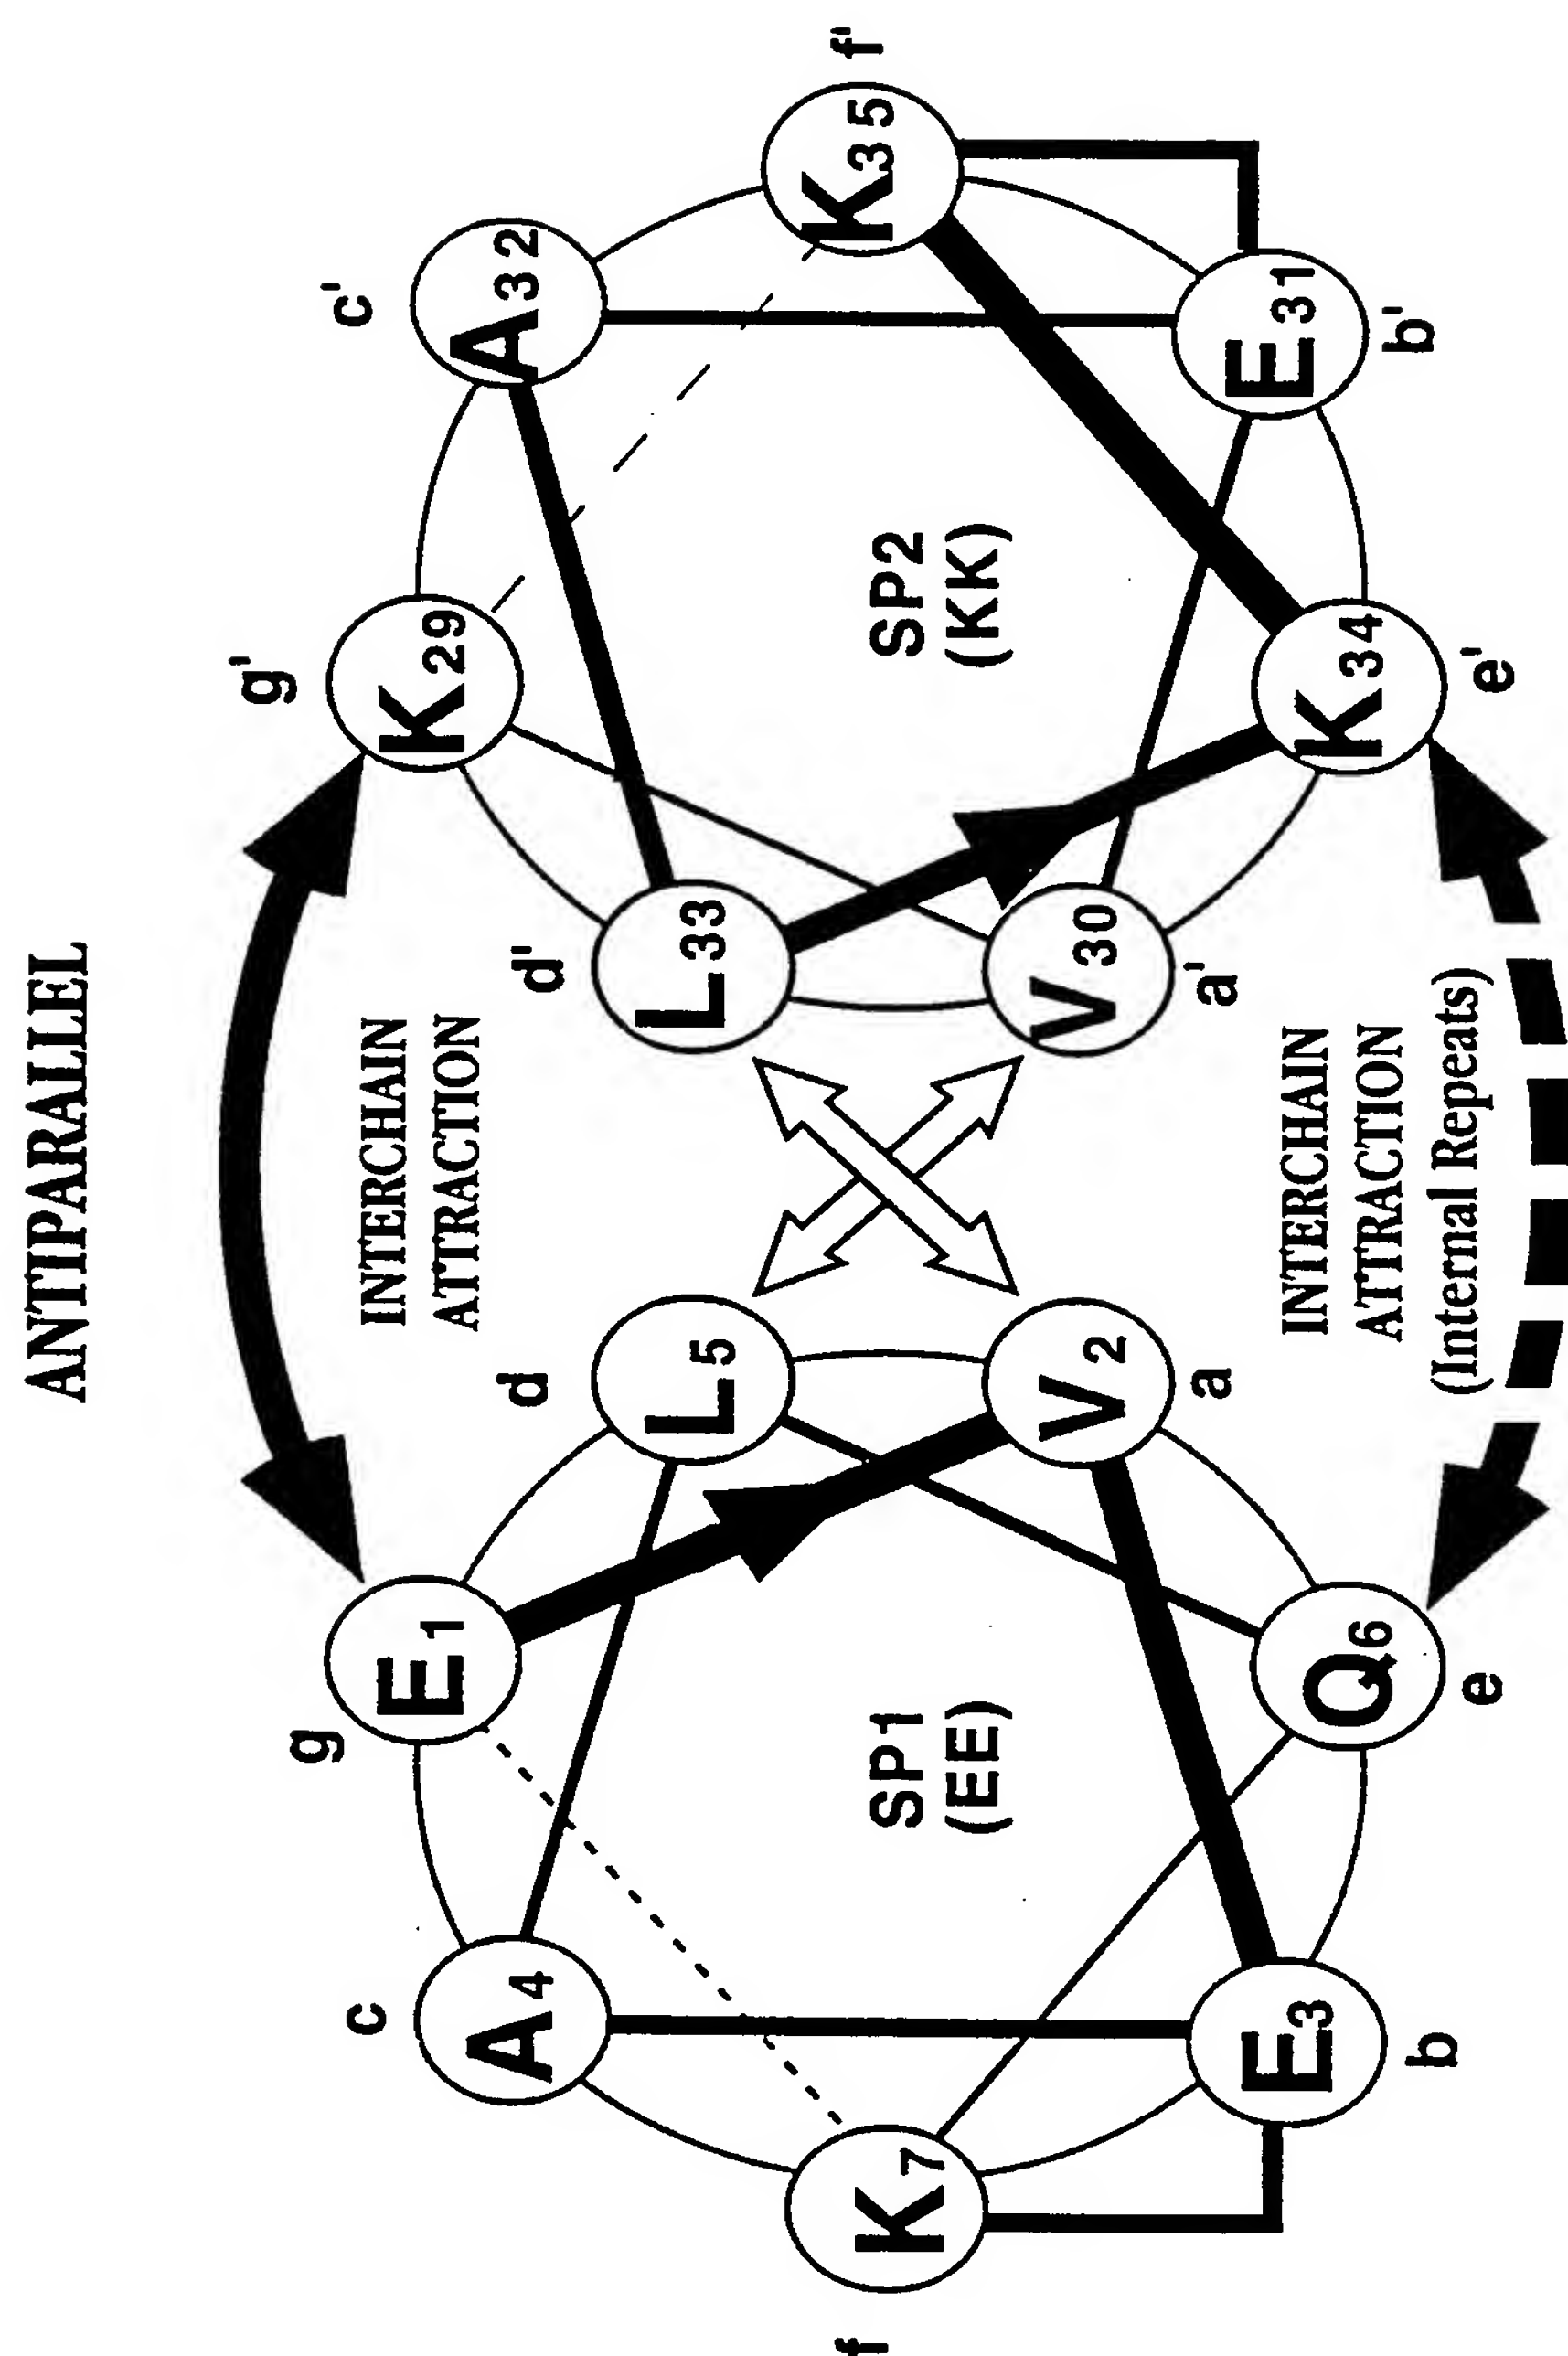 ANTIPARALLEL
INTERCHAIN
ATTRACTION
g
E1
d
L5
c
A4
f
K7
SP1
(EE)
V2
a
E3
b
Q6
e
g'
K29
d'
L33
c'
A32
f'
K35
SP2
(KK)
V30
a'
E31
b'
K34
e'
INTERCHAIN
ATTRACTION
(Internal Repeats)